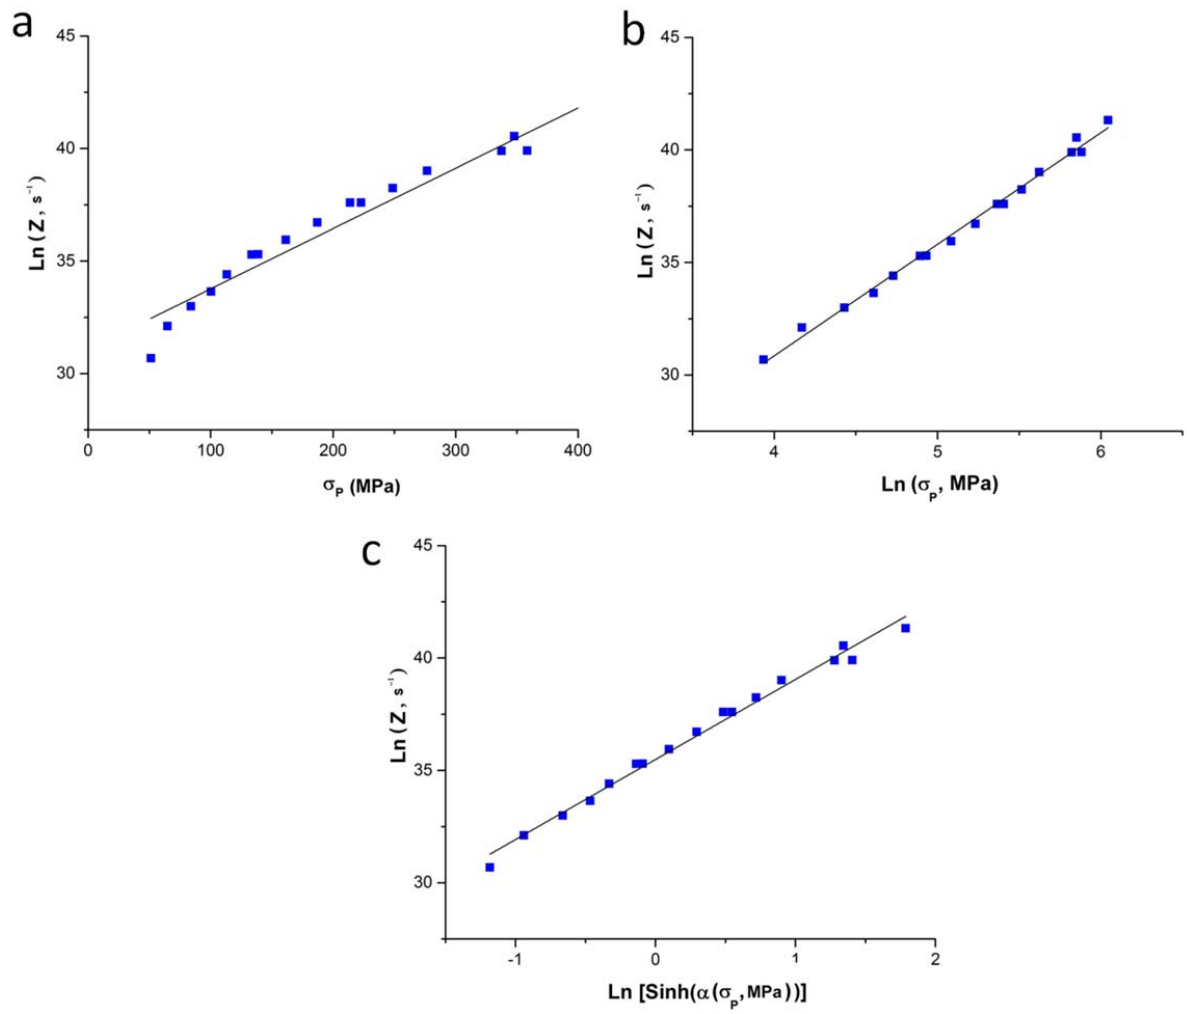 a
45
40
35
30
Ln (Z, s⁻¹)
0 100 200 300 400
σP (MPa)
b
45
40
35
30
Ln (Z, s⁻¹)
4 5 6
Ln (σP, MPa)
c
45
40
35
30
Ln (Z, s⁻¹)
-1 0 1 2
Ln [Sinh(α(σP,MPa))]